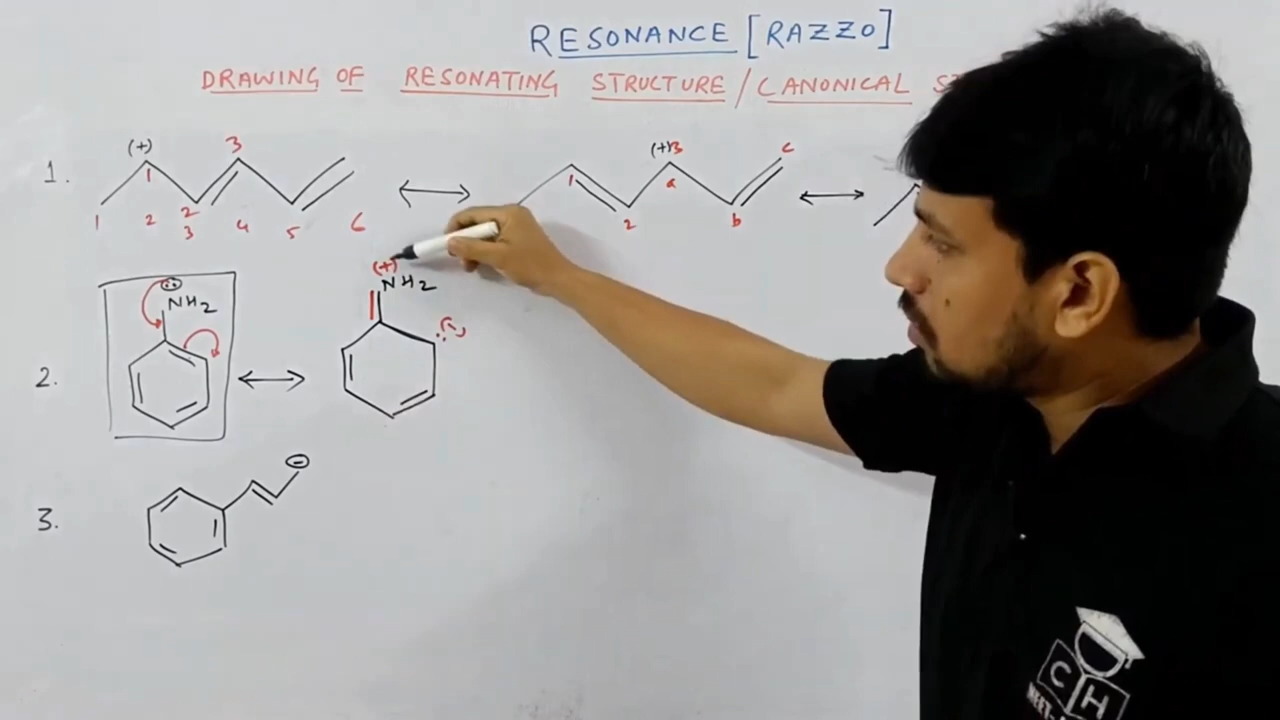 RESONANCE [RAZZO]
DRAWING OF RESONATING STRUCTURE / CANONICAL
1.
(+)
3
1
1 2 2 3 4 5 6
(+) 3
c
1
a
2
b
2.
(··)
NH2
(+)
NH2
(-)
3.
−
CH